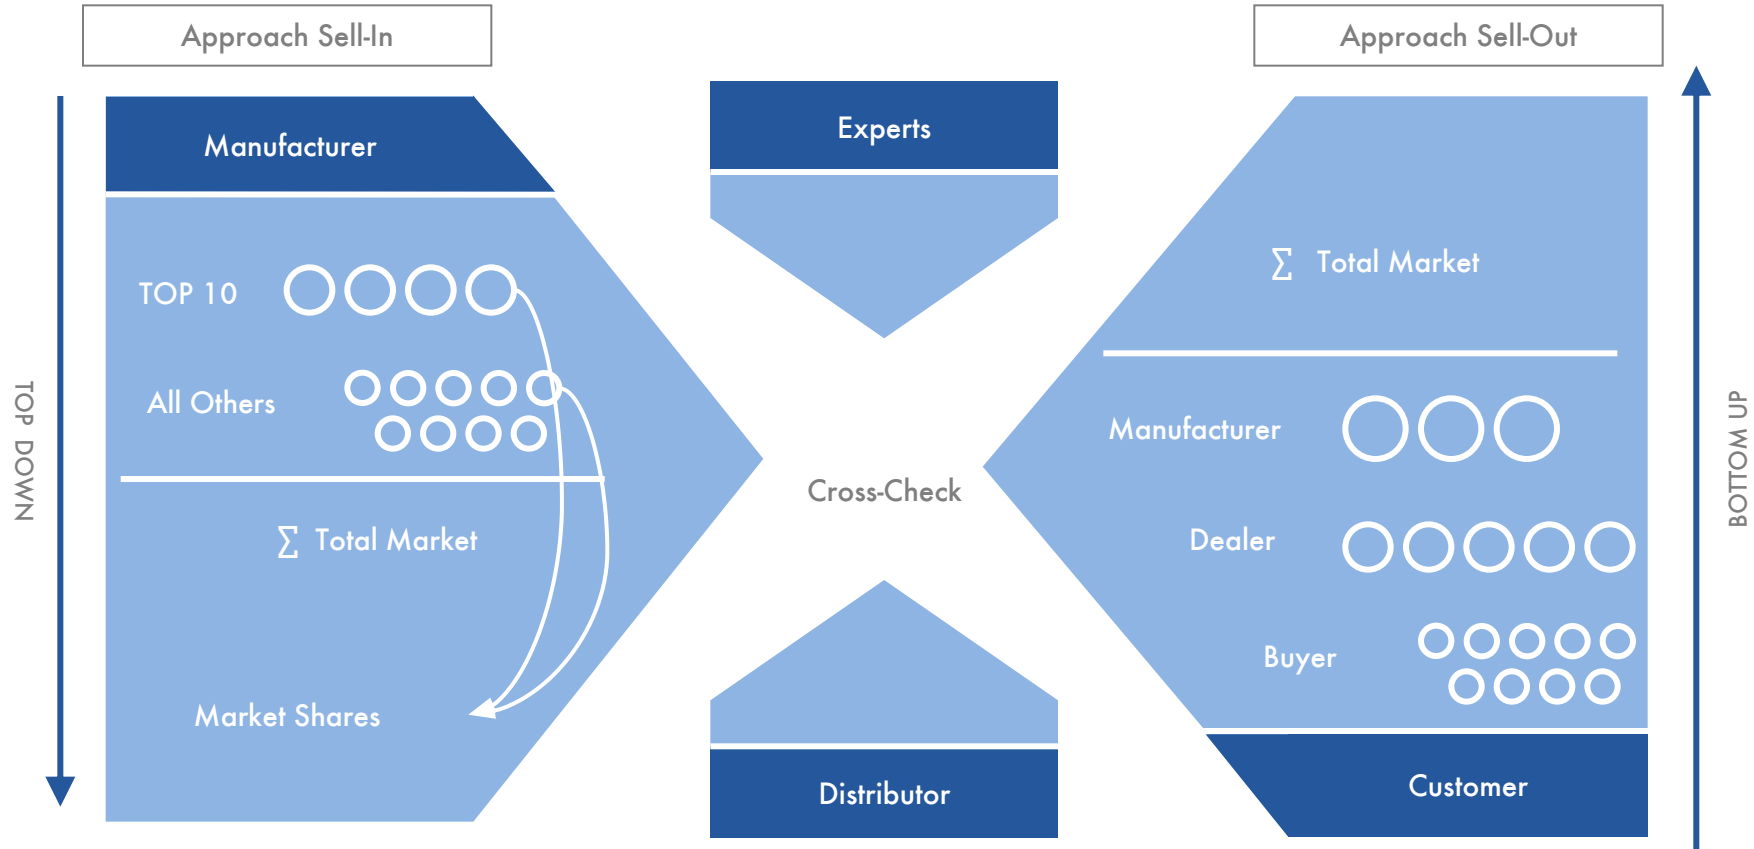 Approach Sell-In
Manufacturer
TOP 10
All Others
∑ Total Market
Market Shares
TOP DOWN
Experts
Cross-Check
Distributor
Approach Sell-Out
∑ Total Market
Manufacturer
Dealer
Buyer
Customer
BOTTOM UP